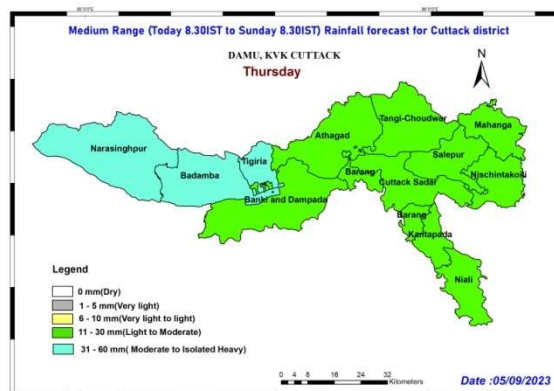 Medium Range (Today 8.30IST to Sunday 8.30IST) Rainfall forecast for Cuttack district
DAMU, KVK CUTTACK
Thursday
N
Tangi-Choudwar
Mahanga
Athagad
Narasinghpur
Tigiria
Salepur
Badamba
Barang
Nischintakoili
Cuttack Sadar
Banki and Dampada
Barang
Kantapada
Niali
Legend
0 mm(Dry)
1 - 5 mm(Very light)
6 - 10 mm(Very light to light)
11 - 30 mm(Light to Moderate)
31 - 60 mm( Moderate to Isolated Heavy)
0 4 8 16 24 32
Kilometers
Date :05/09/2023